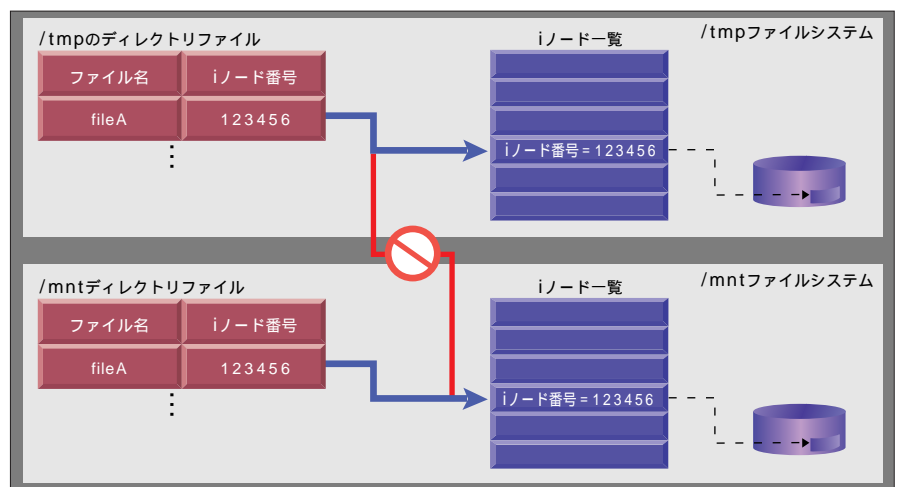 /tmpのディレクトリファイル
iノード一覧
/tmpファイルシステム
ファイル名
iノード番号
fileA
123456
⋮
iノード番号=123456
/mntディレクトリファイル
iノード一覧
/mntファイルシステム
ファイル名
iノード番号
fileA
123456
⋮
iノード番号=123456